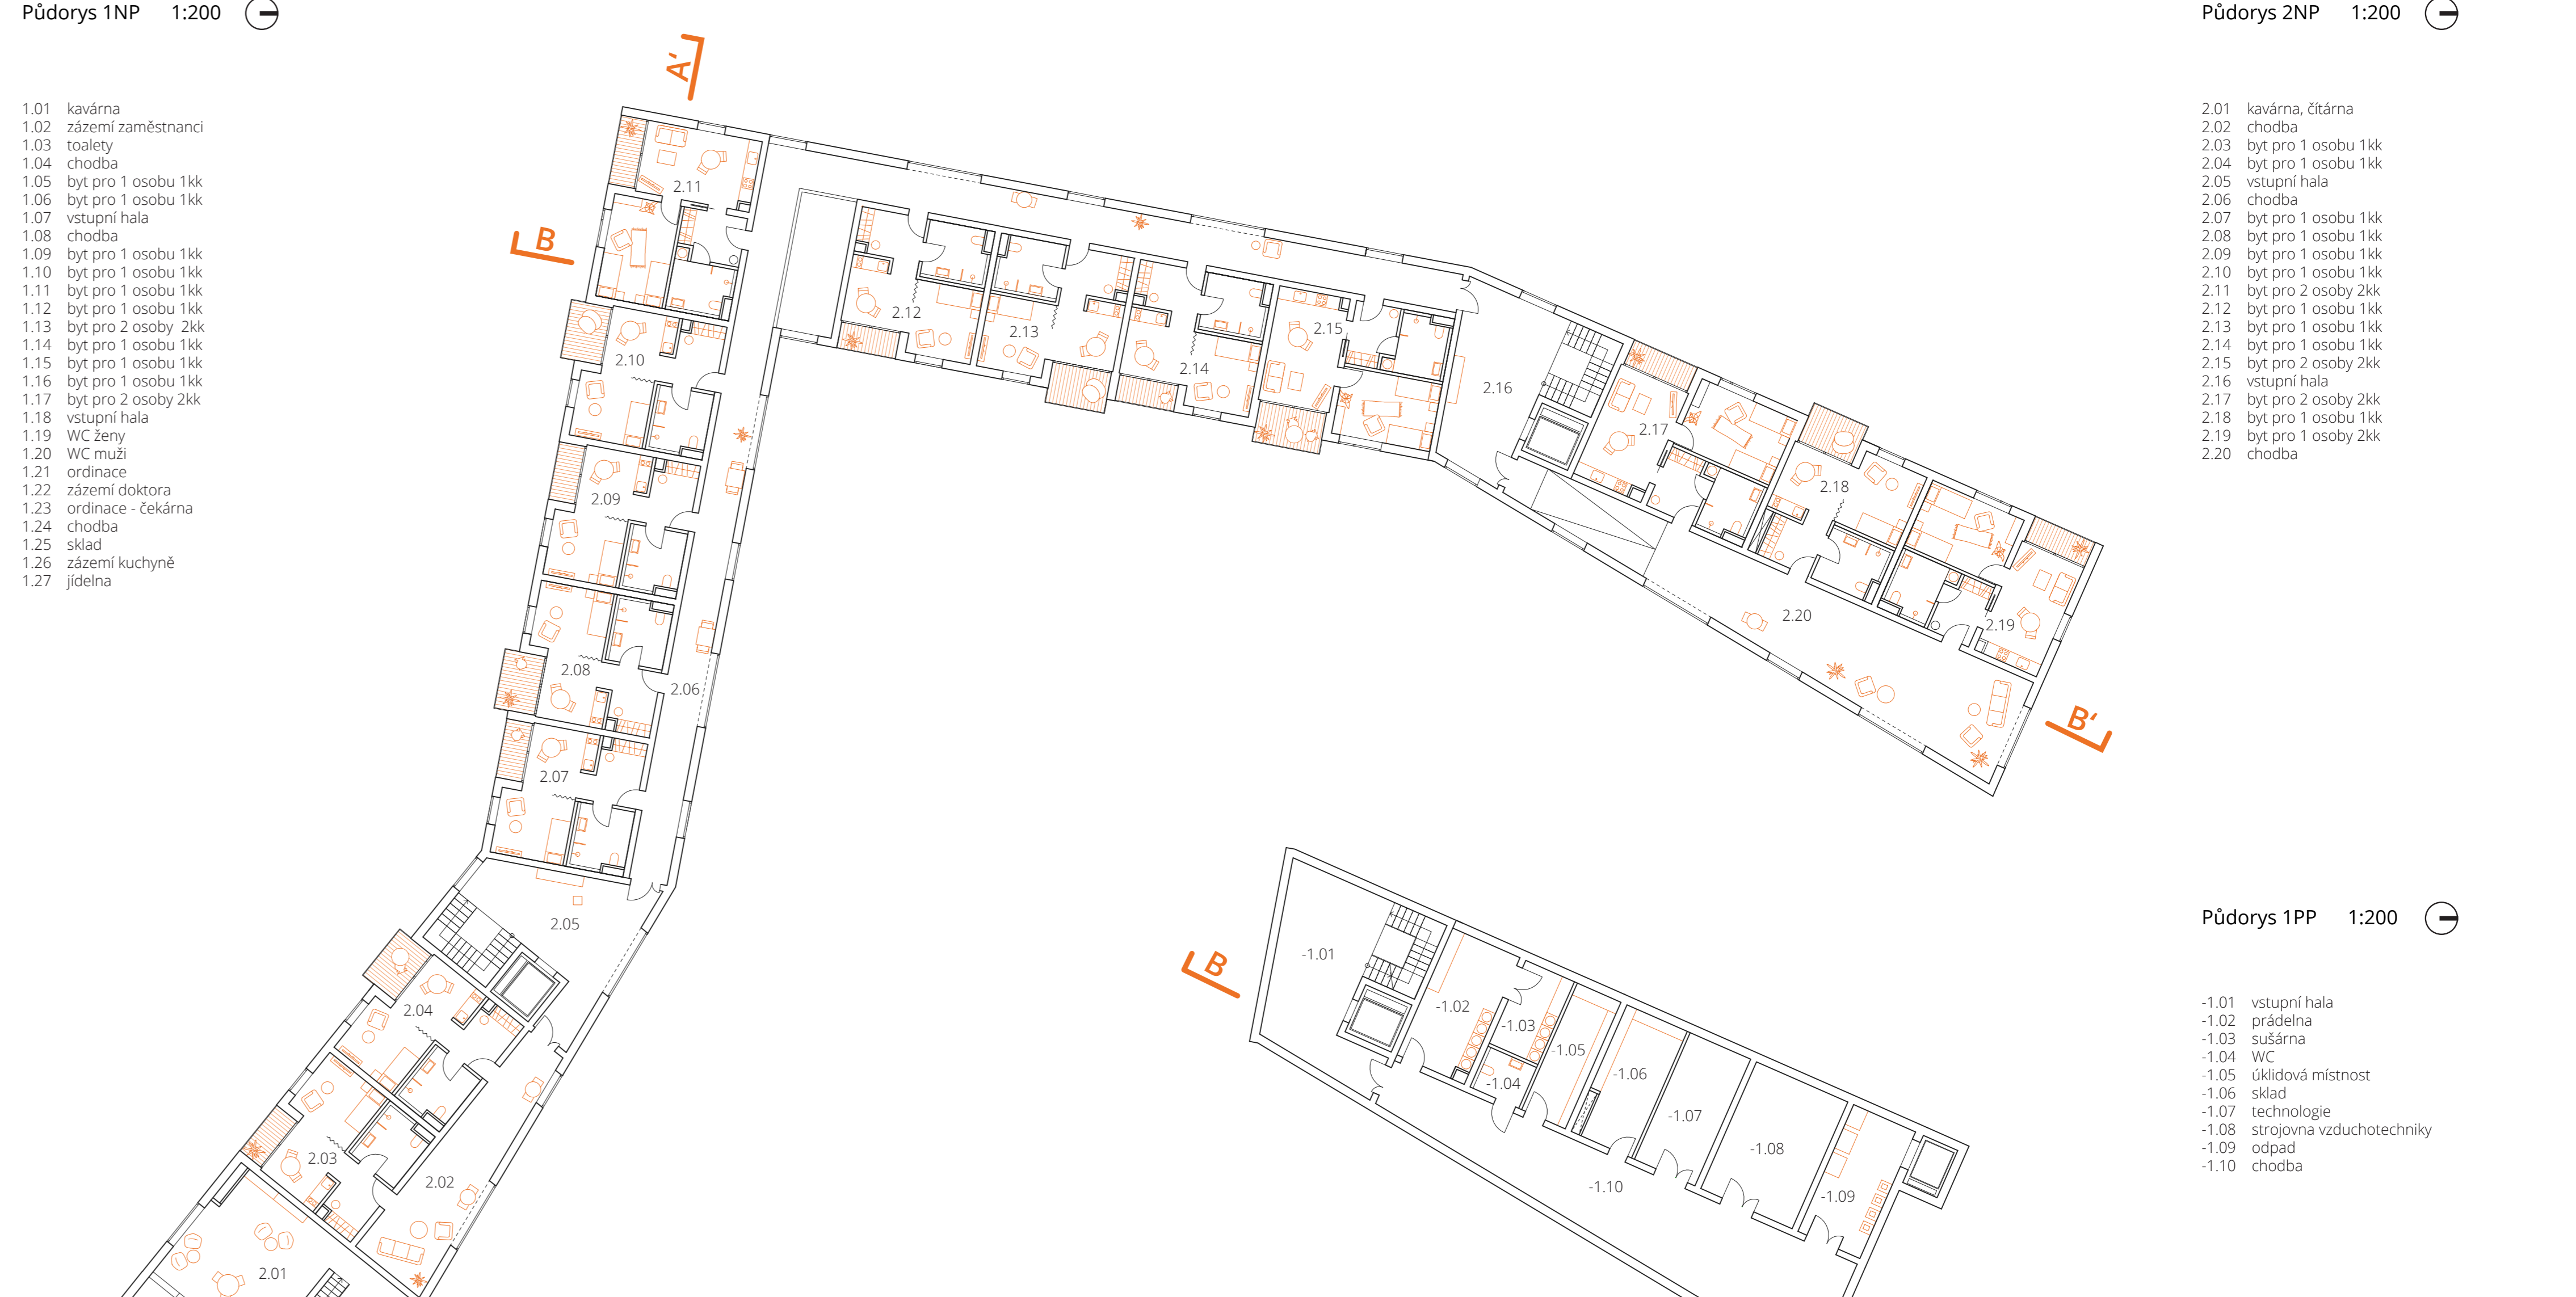 Půdorys 1NP 1:200
1.01 kavárna
1.02 zázemí zaměstnanci
1.03 toalety
1.04 chodba
1.05 byt pro 1 osobu 1kk
1.06 byt pro 1 osobu 1kk
1.07 vstupní hala
1.08 chodba
1.09 byt pro 1 osobu 1kk
1.10 byt pro 1 osobu 1kk
1.11 byt pro 1 osobu 1kk
1.12 byt pro 1 osobu 1kk
1.13 byt pro 2 osoby 2kk
1.14 byt pro 1 osobu 1kk
1.15 byt pro 1 osobu 1kk
1.16 byt pro 1 osobu 1kk
1.17 byt pro 2 osoby 2kk
1.18 vstupní hala
1.19 WC ženy
1.20 WC muži
1.21 ordinace
1.22 zázemí doktora
1.23 ordinace - čekárna
1.24 chodba
1.25 sklad
1.26 zázemí kuchyně
1.27 jídelna
A'
B
2.11
2.10
2.09
2.08
2.06
2.07
2.05
2.04
2.03
2.02
2.01
2.12
2.13
2.14
2.15
2.16
2.17
2.18
2.20
2.19
B'
B
-1.01
-1.02
-1.03
-1.04
-1.05
-1.06
-1.07
-1.08
-1.09
-1.10
Půdorys 2NP 1:200
2.01 kavárna, čítárna
2.02 chodba
2.03 byt pro 1 osobu 1kk
2.04 byt pro 1 osobu 1kk
2.05 vstupní hala
2.06 chodba
2.07 byt pro 1 osobu 1kk
2.08 byt pro 1 osobu 1kk
2.09 byt pro 1 osobu 1kk
2.10 byt pro 1 osobu 1kk
2.11 byt pro 2 osoby 2kk
2.12 byt pro 1 osobu 1kk
2.13 byt pro 1 osobu 1kk
2.14 byt pro 1 osobu 1kk
2.15 byt pro 2 osoby 2kk
2.16 vstupní hala
2.17 byt pro 2 osoby 2kk
2.18 byt pro 1 osobu 1kk
2.19 byt pro 1 osoby 2kk
2.20 chodba
Půdorys 1PP 1:200
-1.01 vstupní hala
-1.02 prádelna
-1.03 sušárna
-1.04 WC
-1.05 úklidová místnost
-1.06 sklad
-1.07 technologie
-1.08 strojovna vzduchotechniky
-1.09 odpad
-1.10 chodba